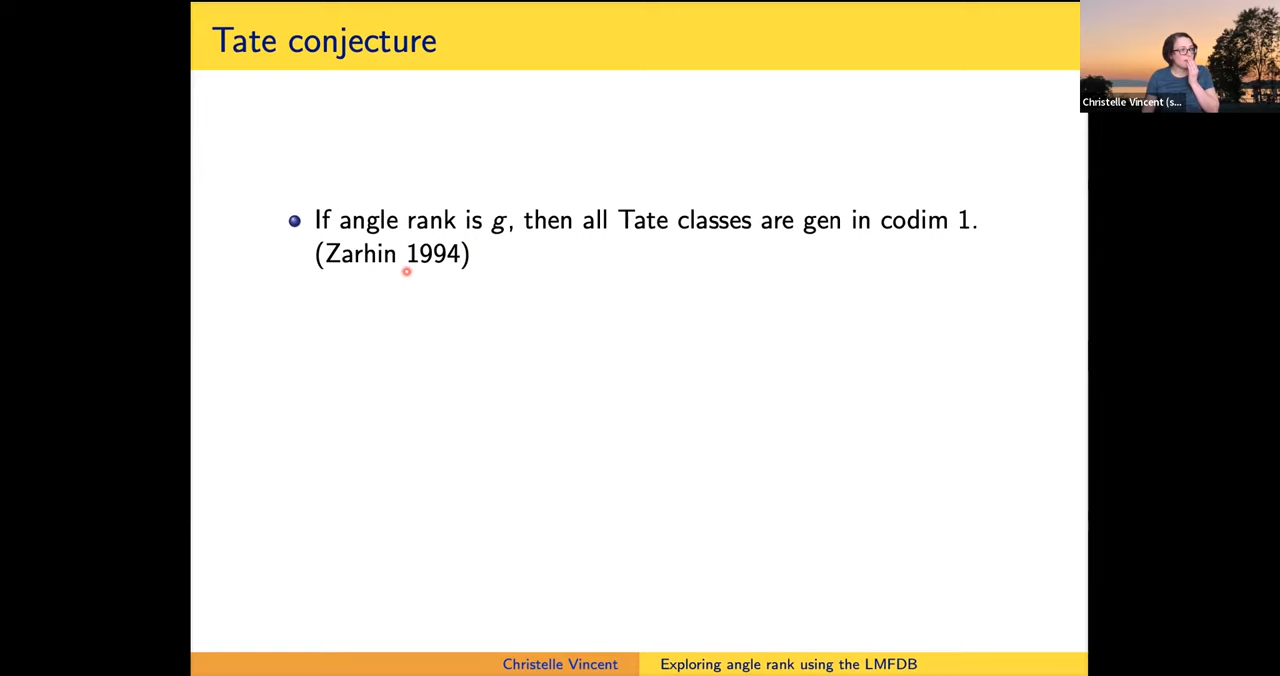 Tate conjecture
Christelle Vincent (s...
If angle rank is g, then all Tate classes are gen in codim 1.
(Zarhin 1994)
Christelle Vincent
Exploring angle rank using the LMFDB